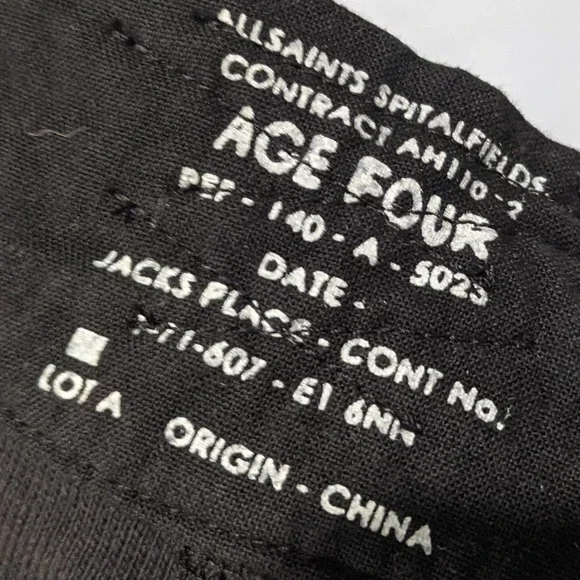 ALLSAINTS SPITALFIELDS
CONTRACT AH110-2
AGE FOUR
REF - 140 - A - 5025
DATE -
JACKS PLACE - CONT No.
-607 - E1 6NN
LOT A
ORIGIN - CHINA